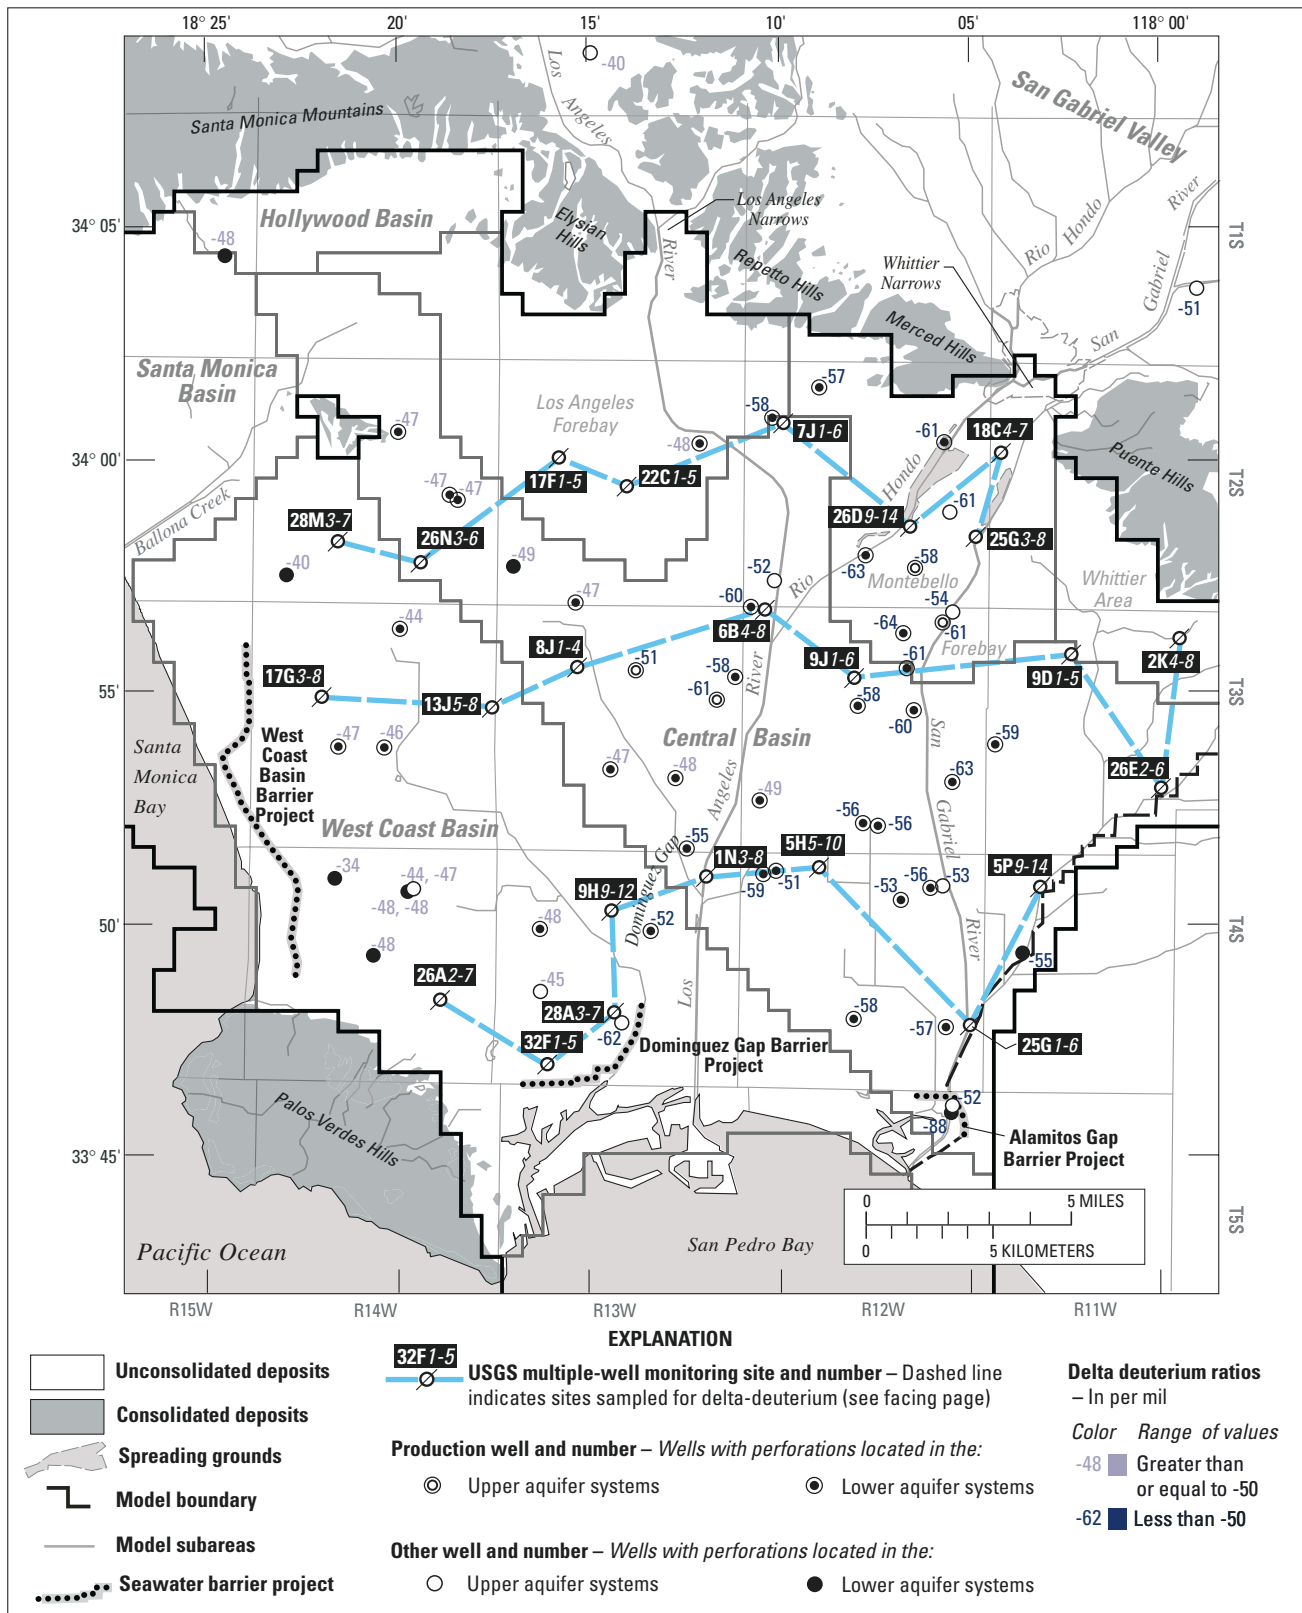 18° 25'
20'
15'
10'
05'
118° 00'
-40
Los
Angeles
San Gabriel Valley
Santa Monica Mountains
River
Hondo
Rio
Los Angeles
Narrows
34° 05'
Hollywood Basin
Elysian
Hills
River
T1S
-48
Repetto Hills
Whittier
Narrows
Gabriel
-51
Merced Hills
San
Santa Monica
Basin
-57
Los Angeles
Forebay
-58
-47
-48
7J1-6
-61
18C4-7
34° 00'
Puente Hills
17F1-5
22C1-5
Hondo
T2S
-47
-47
-61
28M3-7
26D9-14
Ballona Creek
26N3-6
25G3-8
-49
-40
-52
-63
-58
Montebello
Whittier
Area
-47
Rio
-60
-54
-44
6B4-8
-64
-61
8J1-4
9J1-6
-61
Forebay
2K4-8
-51
-58
17G3-8
River
9D1-5
55'
-61
-58
T3S
13J5-8
-60
West
Coast
Basin
Barrier
Project
-47
-46
Central Basin
San
-59
Santa
Monica
Bay
-47
-48
26E2-6
-63
Angeles
-49
West Coast Basin
-56
-56
Gabriel
-55
Dominguez Gap
5H5-10
1N3-8
-34
-44, -47
5P9-14
-59
-51
-56
-53
9H9-12
-53
-48, -48
50'
-48
-52
River
T4S
-48
-55
26A2-7
-45
Los
28A3-7
-58
-62
-57
32F1-5
Dominguez Gap Barrier
Project
25G1-6
Palos Verdes Hills
-52
-88
Alamitos Gap
Barrier Project
33° 45'
0
5 MILES
T5S
Pacific Ocean
San Pedro Bay
0
5 KILOMETERS
R15W
R14W
R13W
R12W
R11W
EXPLANATION
Unconsolidated deposits
Consolidated deposits
Spreading grounds
Model boundary
Model subareas
Seawater barrier project
32F1-5
USGS multiple-well monitoring site and number – Dashed line
indicates sites sampled for delta-deuterium (see facing page)
Production well and number – Wells with perforations located in the:
Upper aquifer systems
Lower aquifer systems
Other well and number – Wells with perforations located in the:
Upper aquifer systems
Lower aquifer systems
Delta deuterium ratios
– In per mil
Color Range of values
-48 Greater than
or equal to -50
-62 Less than -50